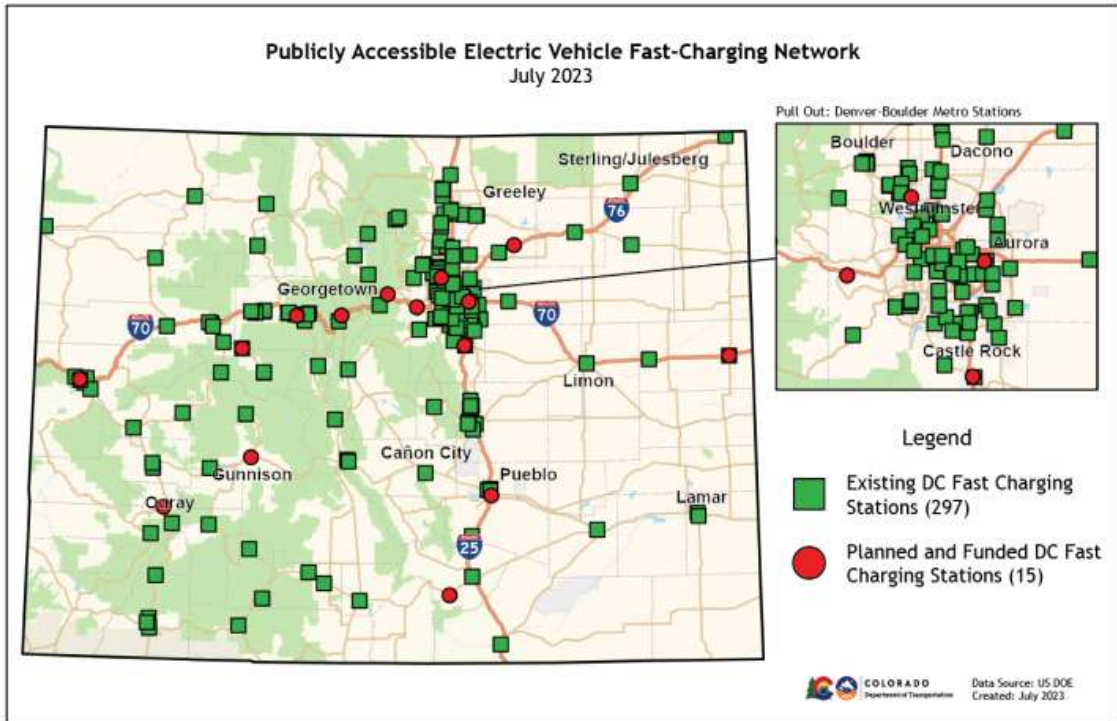 Publicly Accessible Electric Vehicle Fast-Charging Network
July 2023
Pull Out: Denver-Boulder Metro Stations
Boulder
Dacono
Westminster
Aurora
Castle Rock
Sterling/Julesberg
Greeley
76
Georgetown
70
70
Limon
Gunnison
Cañon City
Pueblo
Ouray
Lamar
25
Legend
Existing DC Fast Charging
Stations (297)
Planned and Funded DC Fast
Charging Stations (15)
COLORADO
Department of Transportation
Data Source: US DOE
Created: July 2023